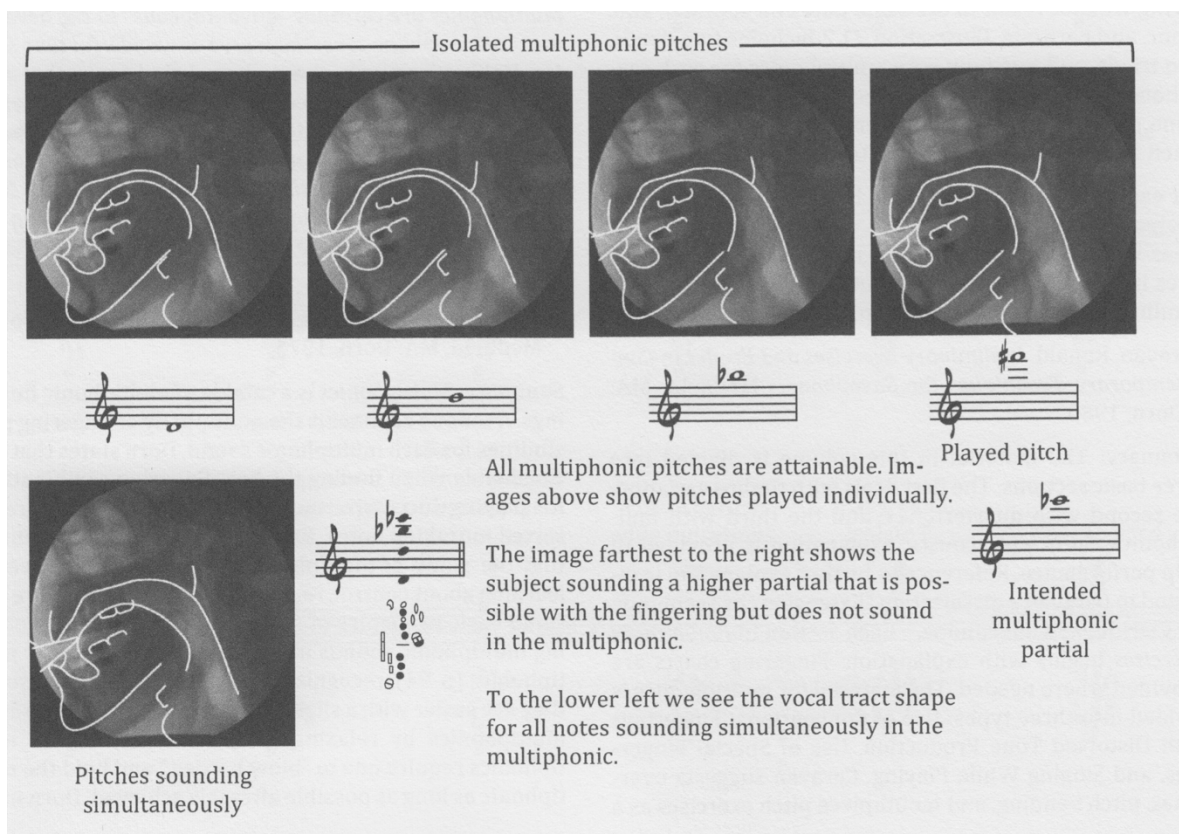 Isolated multiphonic pitches
Played pitch
All multiphonic pitches are attainable. Im-
ages above show pitches played individually.
The image farthest to the right shows the
subject sounding a higher partial that is pos-
sible with the fingering but does not sound
in the multiphonic.
To the lower left we see the vocal tract shape
for all notes sounding simultaneously in the
multiphonic.
Intended
multiphonic
partial
Pitches sounding
simultaneously